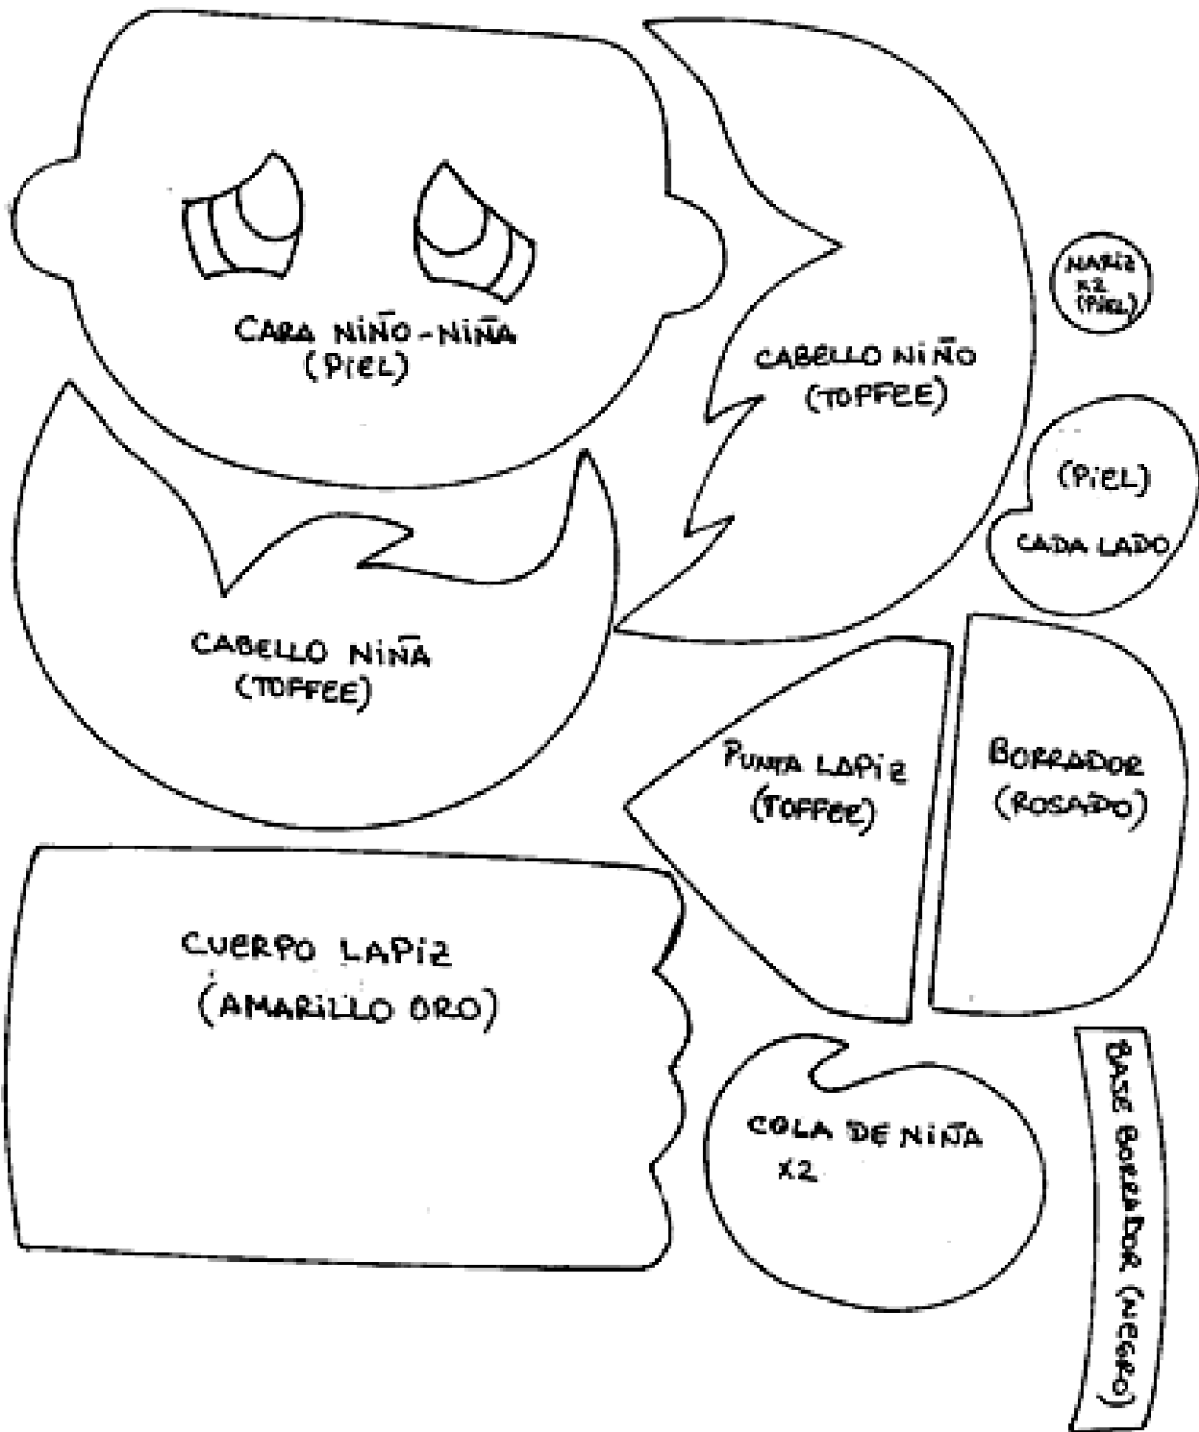 CARA NIÑO-NIÑA
(PIEL)
CABELLO NIÑO
(TOFFEE)
NARIZ
x2
(PIEL)
(PIEL)
CADA LADO
CABELLO NIÑA
(TOFFEE)
PUNTA LAPIZ
(TOFFEE)
BORRADOR
(ROSADO)
CUERPO LAPIZ
(AMARILLO ORO)
COLA DE NIÑA
x2
BASE BORRADOR (NEGRO)